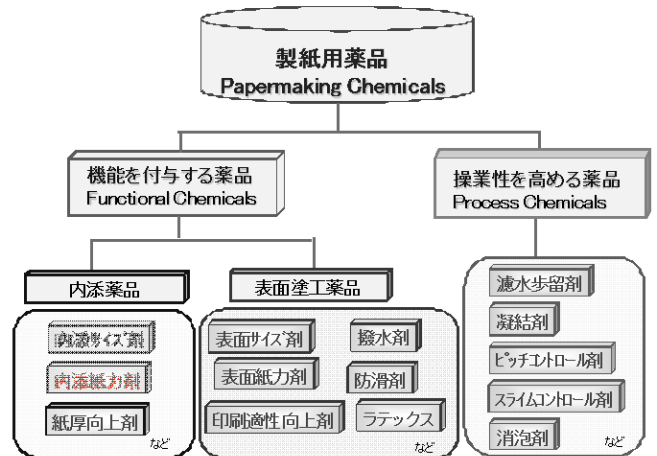 製紙用薬品
Papermaking Chemicals
機能を付与する薬品
Functional Chemicals
操業性を高める薬品
Process Chemicals
内添薬品
表面塗工薬品
内添サイズ剤
内添紙力剤
紙厚向上剤
など
表面サイズ剤
撥水剤
表面紙力剤
防滑剤
印刷適性向上剤
ラテックス
など
濾水歩留剤
凝結剤
ピッチコントロール剤
スライムコントロール剤
消泡剤
など